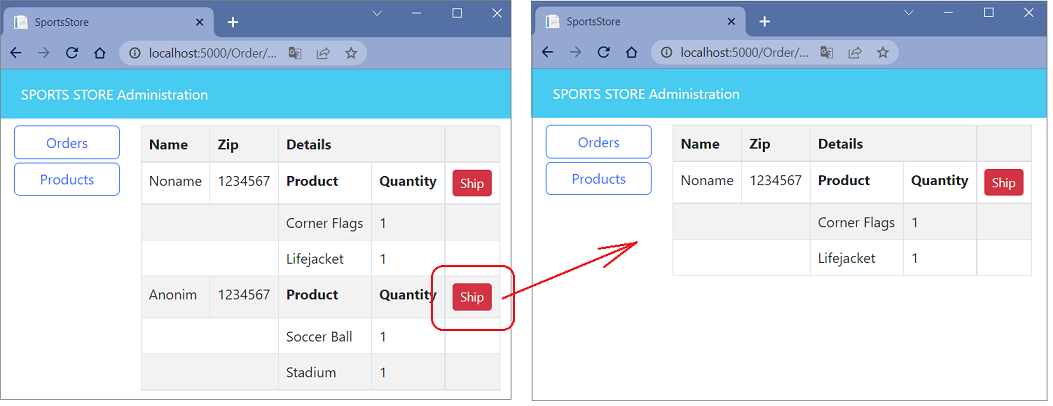 SportsStore
localhost:5000/Order/...
SPORTS STORE Administration
Orders
Products
Name Zip Details
Noname 1234567 Product Quantity Ship
Corner Flags 1
Lifejacket 1
Anonim 1234567 Product Quantity Ship
Soccer Ball 1
Stadium 1
SportsStore
localhost:5000/Order/...
SPORTS STORE Administration
Orders
Products
Name Zip Details
Noname 1234567 Product Quantity Ship
Corner Flags 1
Lifejacket 1